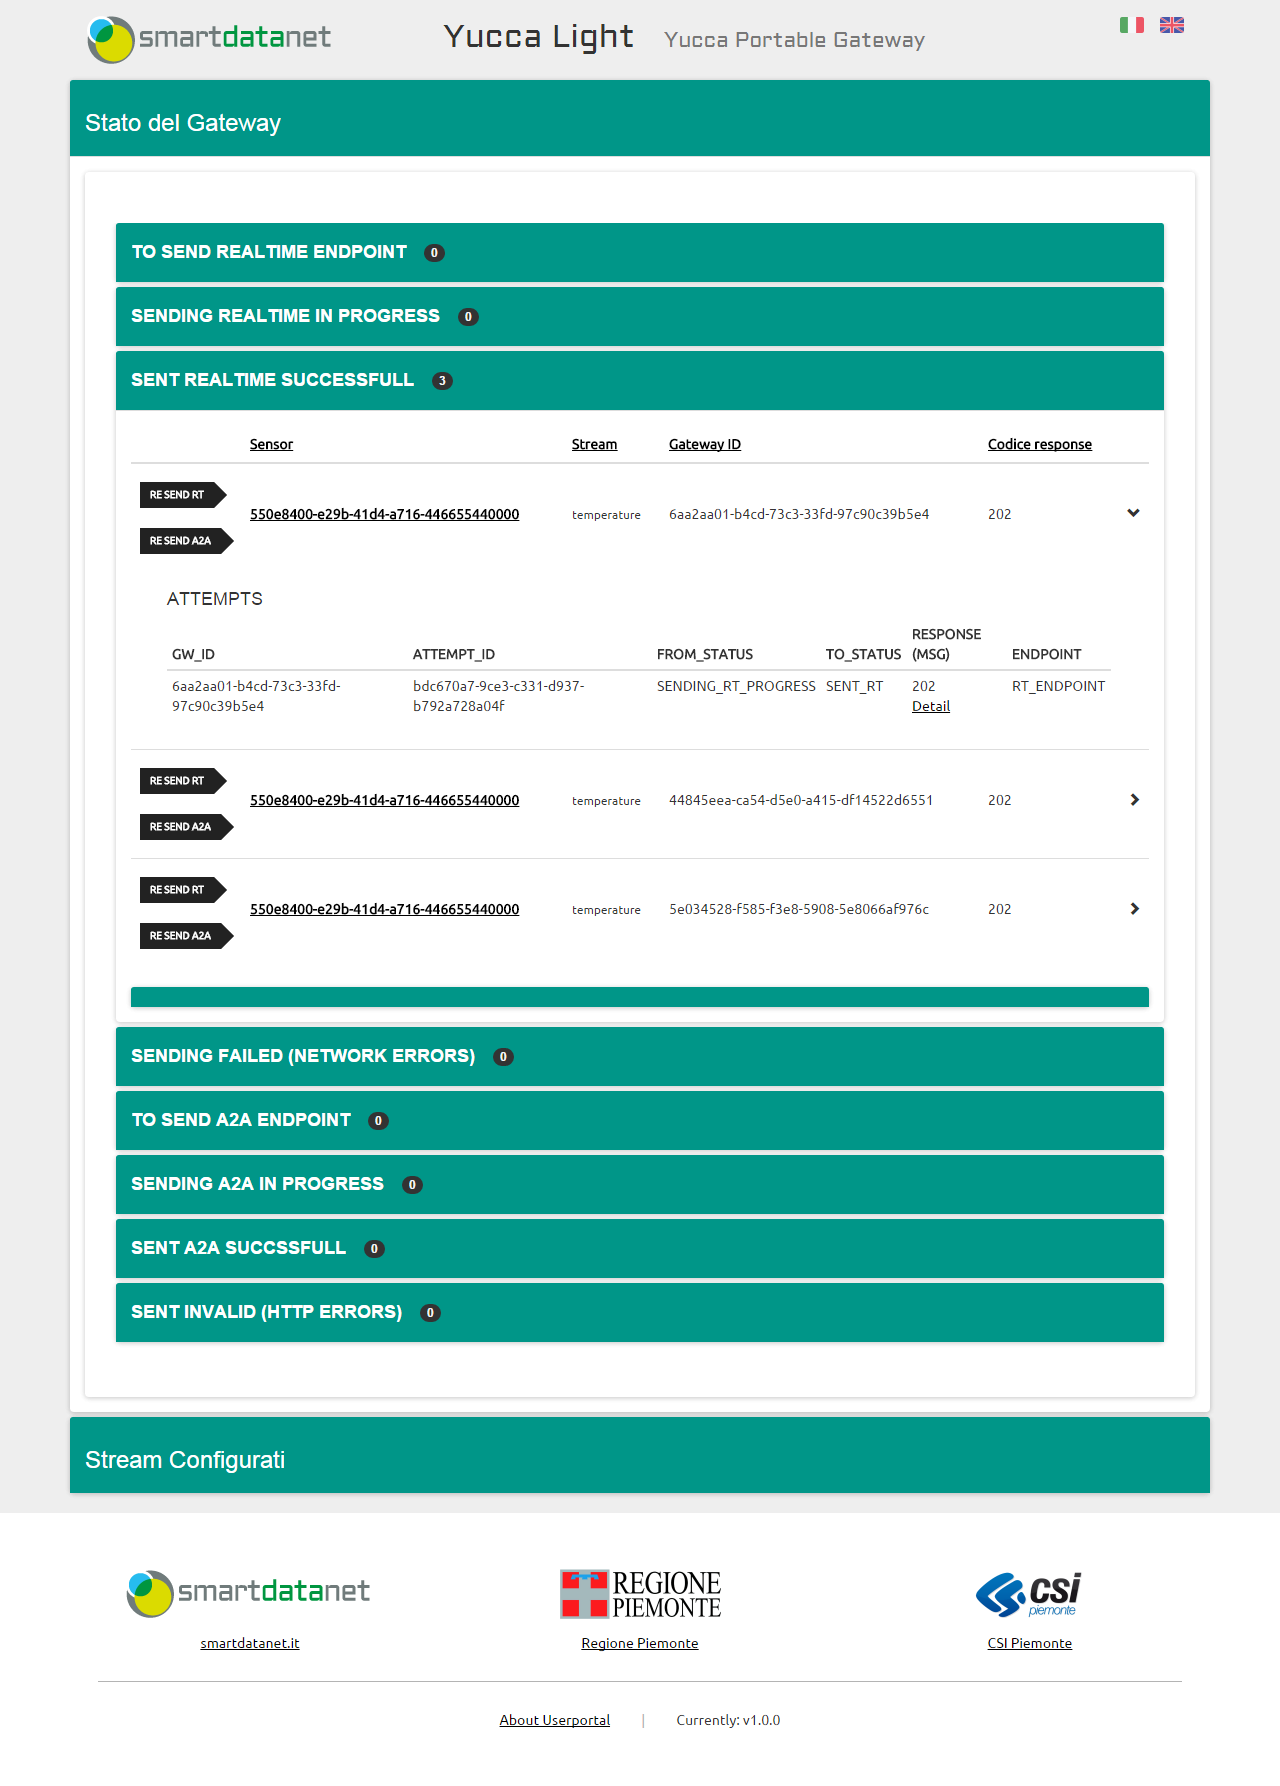 smartdatanet Yucca Light Yucca Portable Gateway
Stato del Gateway
TO SEND REALTIME ENDPOINT 0
SENDING REALTIME IN PROGRESS 0
SENT REALTIME SUCCESSFULL 3
Sensor Stream Gateway ID Codice response
RE SEND RT
550e8400-e29b-41d4-a716-446655440000 temperature 6aa2aa01-b4cd-73c3-33fd-97c90c39b5e4 202
RE SEND A2A
ATTEMPTS
GW_ID ATTEMPT_ID FROM_STATUS TO_STATUS RESPONSE (MSG) ENDPOINT
6aa2aa01-b4cd-73c3-33fd- bdc670a7-9ce3-c331-d937- SENDING_RT_PROGRESS SENT_RT 202 RT_ENDPOINT
97c90c39b5e4 b792a728a04f Detail
RE SEND RT
550e8400-e29b-41d4-a716-446655440000 temperature 44845eea-ca54-d5e0-a415-df14522d6551 202
RE SEND A2A
RE SEND RT
550e8400-e29b-41d4-a716-446655440000 temperature 5e034528-f585-f3e8-5908-5e8066af976c 202
RE SEND A2A
SENDING FAILED (NETWORK ERRORS) 0
TO SEND A2A ENDPOINT 0
SENDING A2A IN PROGRESS 0
SENT A2A SUCCSSFULL 0
SENT INVALID (HTTP ERRORS) 0
Stream Configurati
smartdatanet REGIONE PIEMONTE csi piemonte
smartdatanet.it Regione Piemonte CSI Piemonte
About Userportal | Currently: v1.0.0